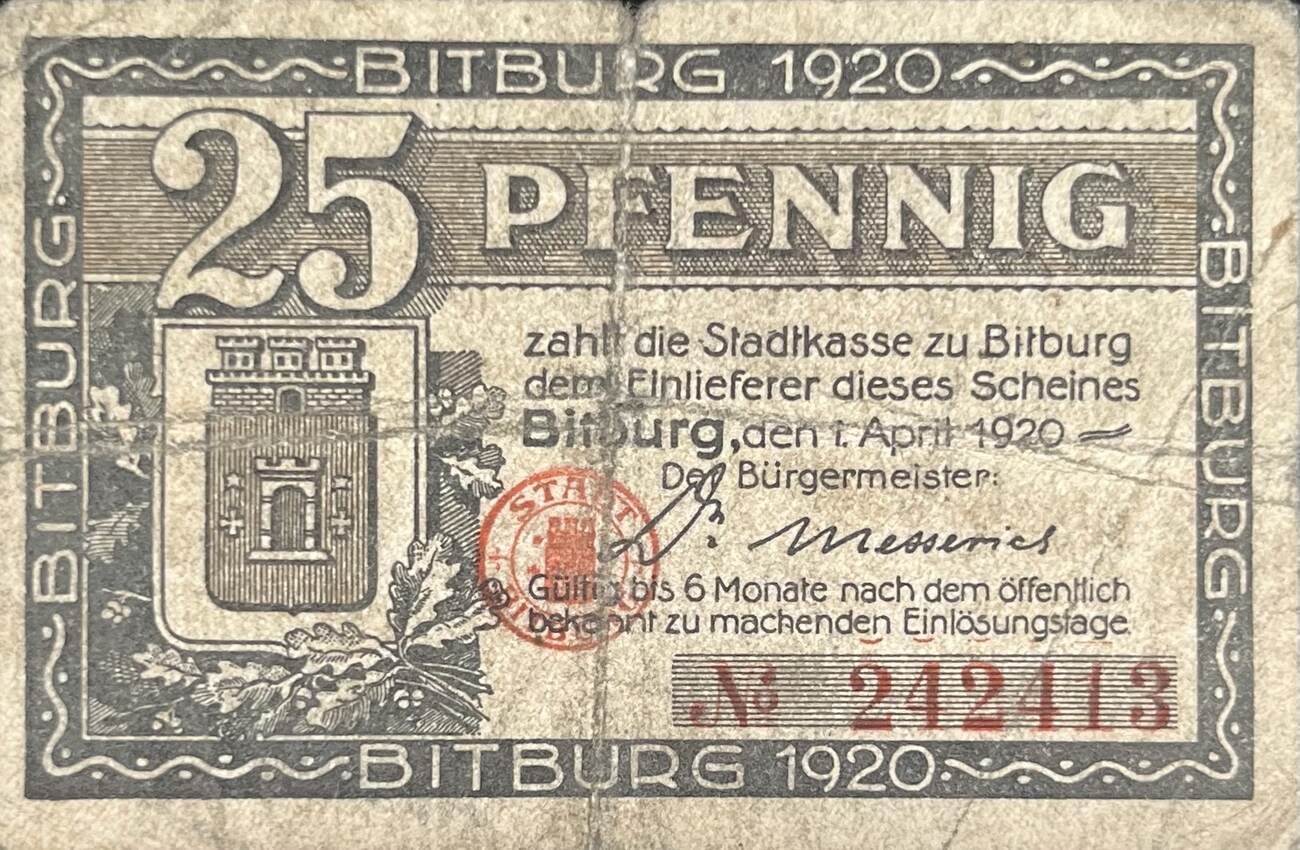 BITBURG 1920
BITBURG
BITBURG
25 PFENNIG
zahlt die Stadtkasse zu Bitburg
dem Einlieferer dieses Scheines
Bitburg, den 1. April 1920
Der Bürgermeister:
Messerich
STADT
Gültig bis 6 Monate nach dem öffentlich
bekannt zu machenden Einlösungstage.
No 242413
BITBURG 1920